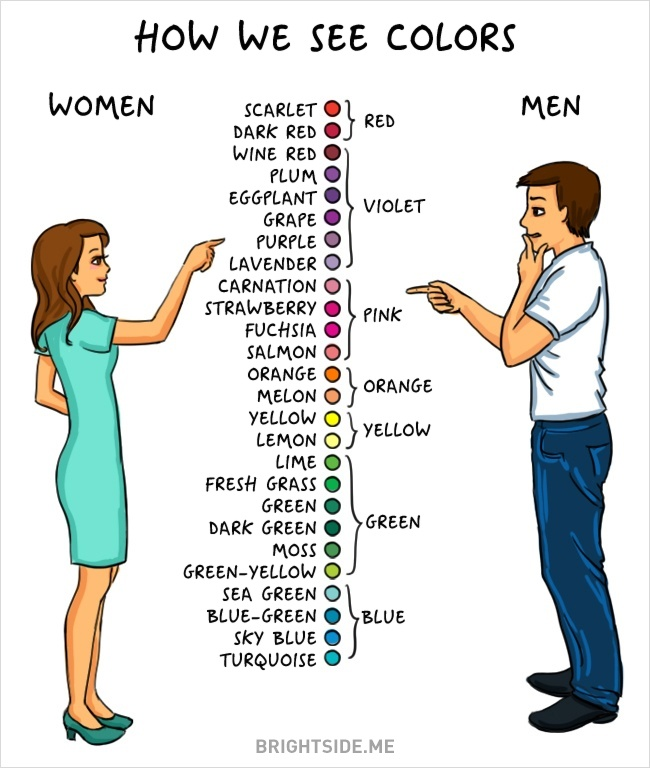 HOW WE SEE COLORS
WOMEN
MEN
SCARLET
DARK RED
RED
WINE RED
PLUM
EGGPLANT
GRAPE
PURPLE
LAVENDER
VIOLET
CARNATION
STRAWBERRY
FUCHSIA
SALMON
PINK
ORANGE
MELON
ORANGE
YELLOW
LEMON
YELLOW
LIME
FRESH GRASS
GREEN
DARK GREEN
MOSS
GREEN-YELLOW
GREEN
SEA GREEN
BLUE-GREEN
SKY BLUE
TURQUOISE
BLUE
BRIGHTSIDE.ME